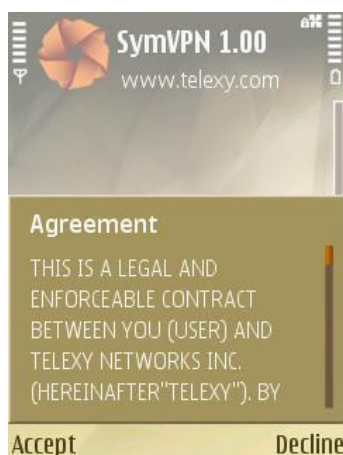 SymVPN 1.00
www.telexy.com
Agreement
THIS IS A LEGAL AND
ENFORCEABLE CONTRACT
BETWEEN YOU (USER) AND
TELEXY NETWORKS INC.
(HEREINAFTER"TELEXY"). BY
Accept Decline